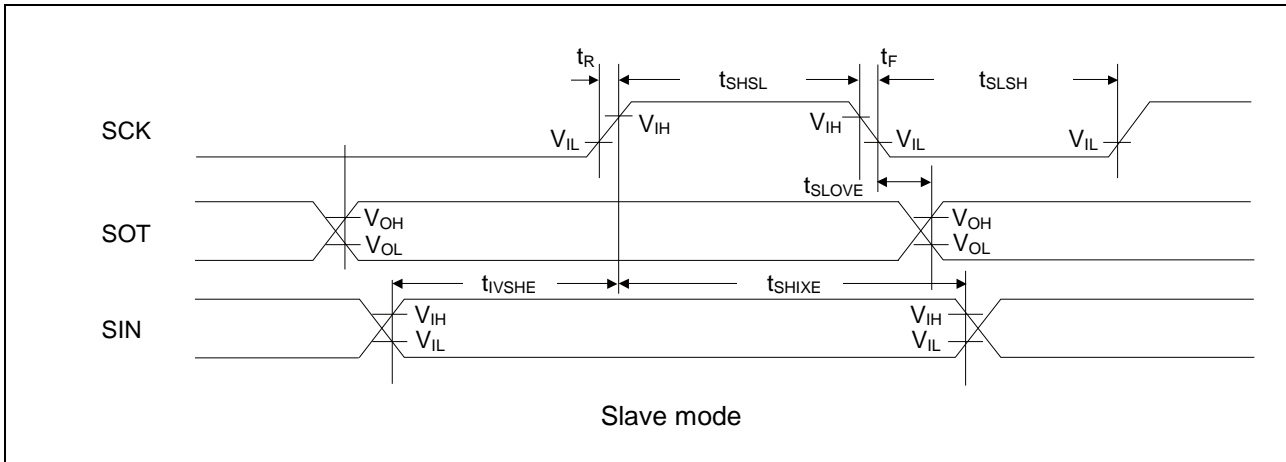 tR tSHSL tF tSLSH
SCK VIL VIH VIH VIL VIL
tSLOVE
SOT VOH VOH
VOL VOL
tIVSHE tSHIXE
SIN VIH VIH
VIL VIL
Slave mode